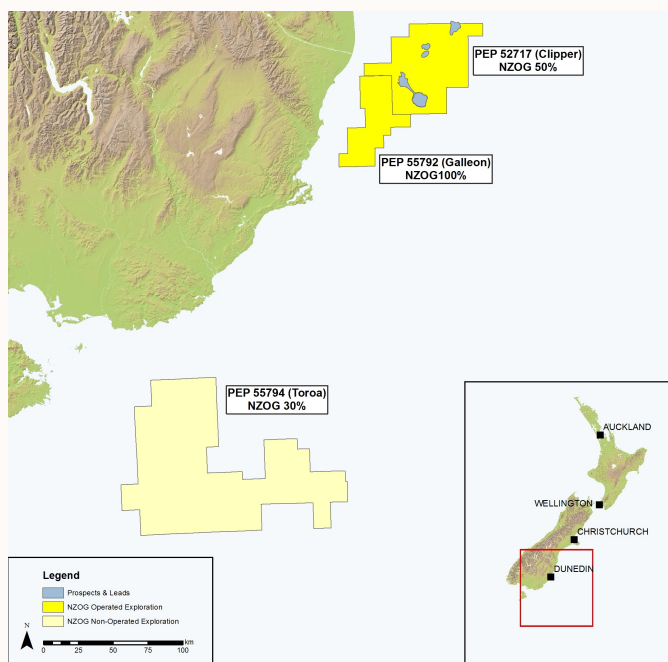 PEP 52717 (Clipper)
NZOG 50%
PEP 55792 (Galleon)
NZOG100%
PEP 55794 (Toroa)
NZOG 30%
AUCKLAND
WELLINGTON
CHRISTCHURCH
DUNEDIN
Legend
Prospects & Leads
NZOG Operated Exploration
NZOG Non-Operated Exploration
N
km
0 25 50 100